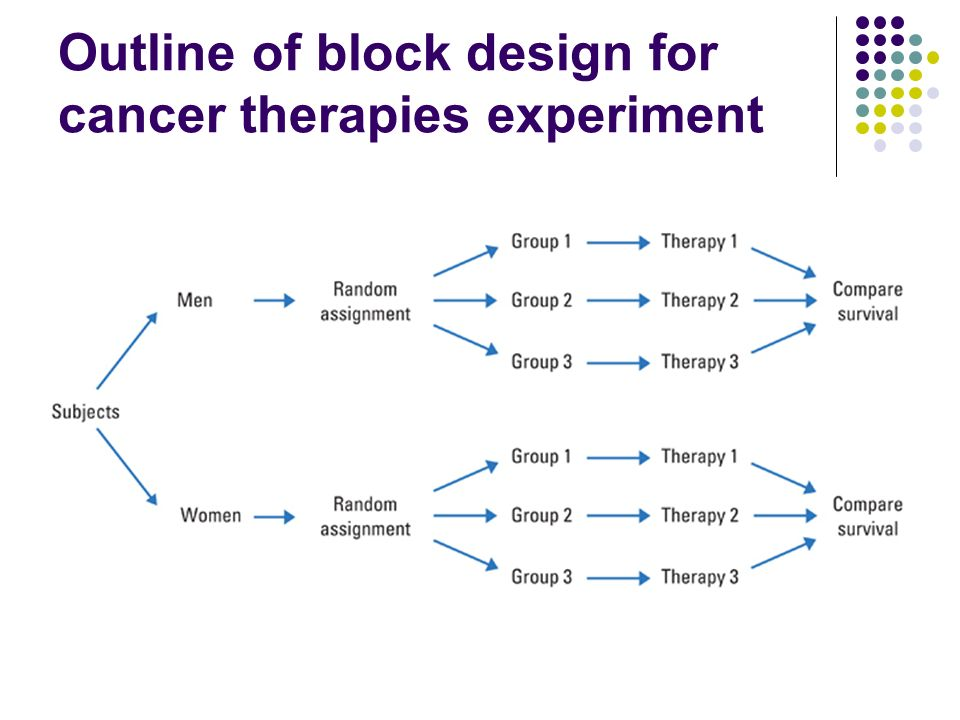 Outline of block design for
cancer therapies experiment
Group 1
Therapy 1
Men
Random
assignment
Group 2
Therapy 2
Compare
survival
Group 3
Therapy 3
Subjects
Group 1
Therapy 1
Women
Random
assignment
Group 2
Therapy 2
Compare
survival
Group 3
Therapy 3